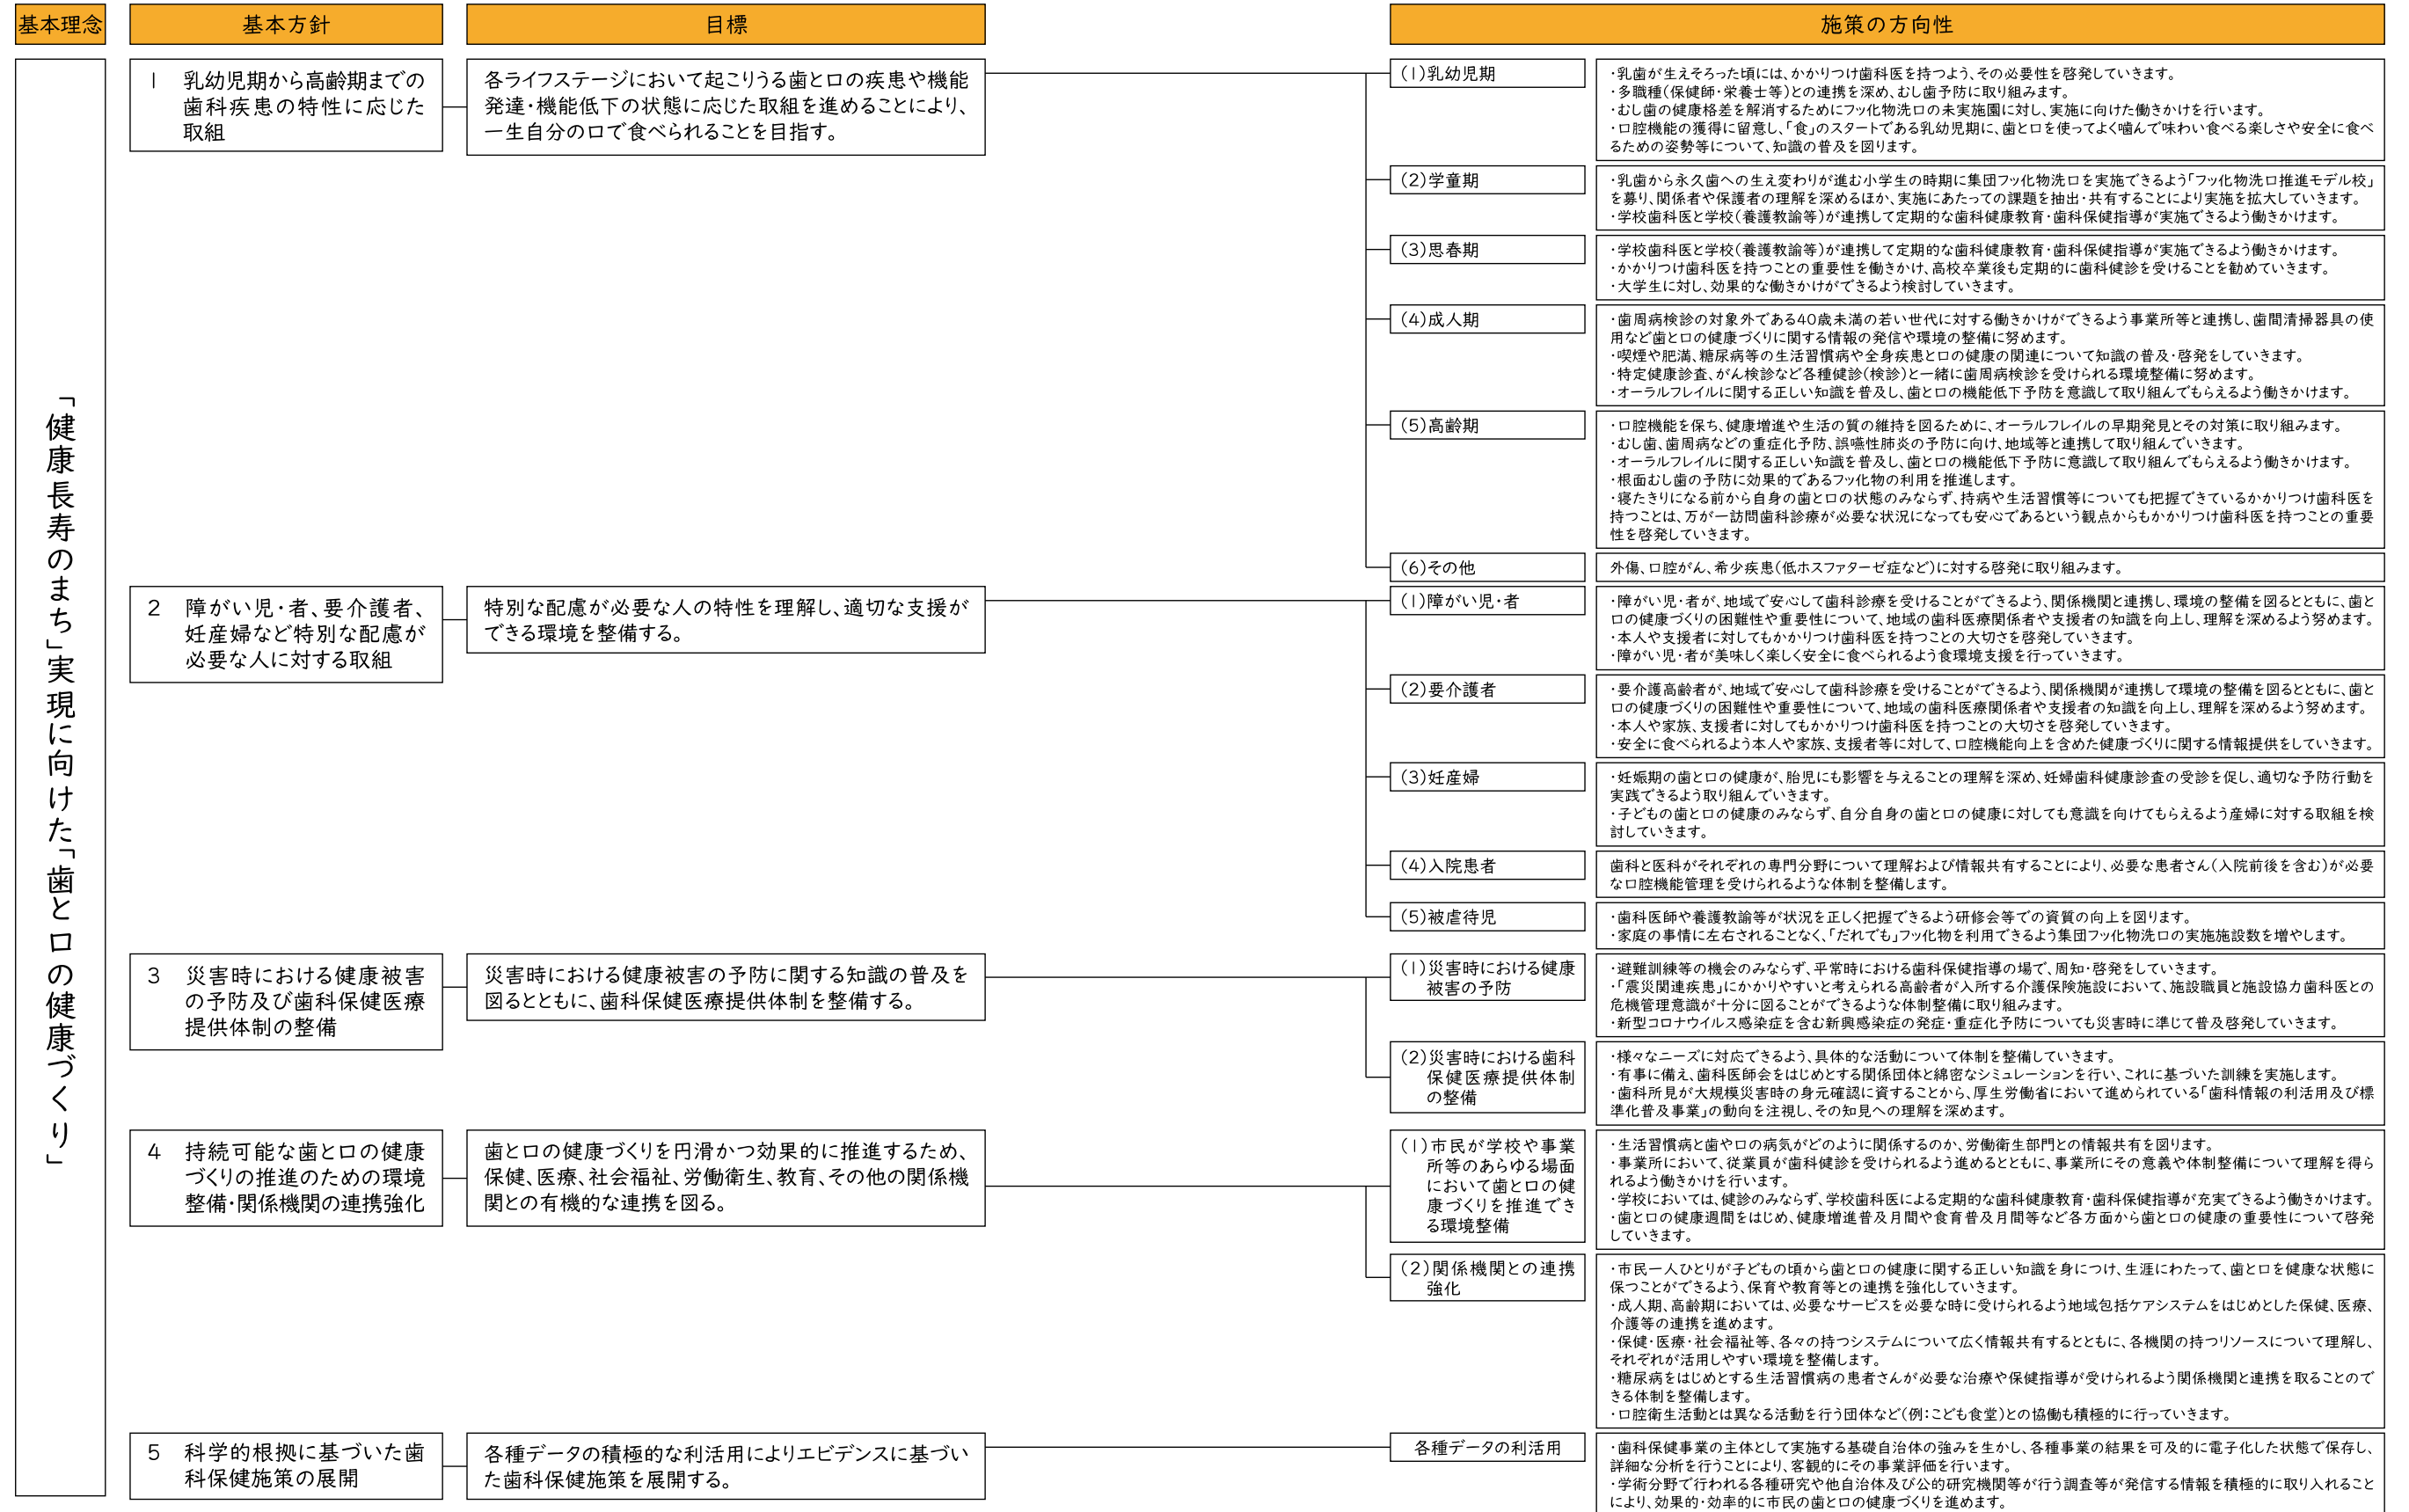 基本理念
基本方針
目標
施策の方向性
「健康長寿のまち」実現に向けた「歯と口の健康づくり」
1 乳幼児期から高齢期までの
歯科疾患の特性に応じた
取組
各ライフステージにおいて起こりうる歯と口の疾患や機能
発達・機能低下の状態に応じた取組を進めることにより、
一生自分の口で食べられることを目指す。
(1)乳幼児期
・乳歯が生えそろった頃には、かかりつけ歯科医を持つよう、その必要性を啓発していきます。
・多職種(保健師・栄養士等)との連携を深め、むし歯予防に取り組みます。
・むし歯の健康格差を解消するためにフッ化物洗口の未実施園に対し、実施に向けた働きかけを行います。
・口腔機能の獲得に留意し、「食」のスタートである乳幼児期に、歯と口を使ってよく噛んで味わい食べる楽しさや安全に食べ
るための姿勢等について、知識の普及を図ります。
(2)学童期
・乳歯から永久歯への生え変わりが進む小学生の時期に集団フッ化物洗口を実施できるよう「フッ化物洗口推進モデル校」
を募り、関係者や保護者の理解を深めるほか、実施にあたっての課題を抽出・共有することにより実施を拡大していきます。
・学校歯科医と学校(養護教諭等)が連携して定期的な歯科健康教育・歯科保健指導が実施できるよう働きかけます。
(3)思春期
・学校歯科医と学校(養護教諭等)が連携して定期的な歯科健康教育・歯科保健指導が実施できるよう働きかけます。
・かかりつけ歯科医を持つことの重要性を働きかけ、高校卒業後も定期的に歯科健診を受けることを勧めていきます。
・大学生に対し、効果的な働きかけができるよう検討していきます。
(4)成人期
・歯周病検診の対象外である40歳未満の若い世代に対する働きかけができるよう事業所等と連携し、歯間清掃器具の使
用など歯と口の健康づくりに関する情報の発信や環境の整備に努めます。
・喫煙や肥満、糖尿病等の生活習慣病や全身疾患と口の健康の関連について知識の普及・啓発をしていきます。
・特定健康診査、がん検診など各種健診(検診)と一緒に歯周病検診を受けられる環境整備に努めます。
・オーラルフレイルに関する正しい知識を普及し、歯と口の機能低下予防を意識して取り組んでもらえるよう働きかけます。
(5)高齢期
・口腔機能を保ち、健康増進や生活の質の維持を図るために、オーラルフレイルの早期発見とその対策に取り組みます。
・むし歯、歯周病などの重症化予防、誤嚥性肺炎の予防に向け、地域等と連携して取り組んでいきます。
・オーラルフレイルに関する正しい知識を普及し、歯と口の機能低下予防に意識して取り組んでもらえるよう働きかけます。
・根面むし歯の予防に効果的であるフッ化物の利用を推進します。
・寝たきりになる前から自身の歯と口の状態のみならず、持病や生活習慣等についても把握できているかかりつけ歯科医を
持つことは、万が一訪問歯科診療が必要な状況になっても安心であるという観点からもかかりつけ歯科医を持つことの重要
性を啓発していきます。
(6)その他
外傷、口腔がん、希少疾患(低ホスファターゼ症など)に対する啓発に取り組みます。
2 障がい児・者、要介護者、
妊産婦など特別な配慮が
必要な人に対する取組
特別な配慮が必要な人の特性を理解し、適切な支援が
できる環境を整備する。
(1)障がい児・者
・障がい児・者が、地域で安心して歯科診療を受けることができるよう、関係機関と連携し、環境の整備を図るとともに、歯と
口の健康づくりの困難性や重要性について、地域の歯科医療関係者や支援者の知識を向上し、理解を深めるよう努めます。
・本人や支援者に対してもかかりつけ歯科医を持つことの大切さを啓発していきます。
・障がい児・者が美味しく楽しく安全に食べられるよう食環境支援を行っていきます。
(2)要介護者
・要介護高齢者が、地域で安心して歯科診療を受けることができるよう、関係機関が連携して環境の整備を図るとともに、歯と
口の健康づくりの困難性や重要性について、地域の歯科医療関係者や支援者の知識を向上し、理解を深めるよう努めます。
・本人や家族、支援者に対してもかかりつけ歯科医を持つことの大切さを啓発していきます。
・安全に食べられるよう本人や家族、支援者等に対して、口腔機能向上を含めた健康づくりに関する情報提供をしていきます。
(3)妊産婦
・妊娠期の歯と口の健康が、胎児にも影響を与えることの理解を深め、妊婦歯科健康診査の受診を促し、適切な予防行動を
実践できるよう取り組んでいきます。
・子どもの歯と口の健康のみならず、自分自身の歯と口の健康に対しても意識を向けてもらえるよう産婦に対する取組を検
討していきます。
(4)入院患者
歯科と医科がそれぞれの専門分野について理解および情報共有することにより、必要な患者さん(入院前後を含む)が必要
な口腔機能管理を受けられるような体制を整備します。
(5)被虐待児
・歯科医師や養護教諭等が状況を正しく把握できるよう研修会等での資質の向上を図ります。
・家庭の事情に左右されることなく、「だれでも」フッ化物を利用できるよう集団フッ化物洗口の実施施設数を増やします。
3 災害時における健康被害
の予防及び歯科保健医療
提供体制の整備
災害時における健康被害の予防に関する知識の普及を
図るとともに、歯科保健医療提供体制を整備する。
(1)災害時における健康
被害の予防
・避難訓練等の機会のみならず、平常時における歯科保健指導の場で、周知・啓発をしていきます。
・「震災関連疾患」にかかりやすいと考えられる高齢者が入所する介護保険施設において、施設職員と施設協力歯科医との
危機管理意識が十分に図ることができるような体制整備に取り組みます。
・新型コロナウイルス感染症を含む新興感染症の発症・重症化予防についても災害時に準じて普及啓発していきます。
(2)災害時における歯科
保健医療提供体制
の整備
・様々なニーズに対応できるよう、具体的な活動について体制を整備していきます。
・有事に備え、歯科医師会をはじめとする関係団体と綿密なシミュレーションを行い、これに基づいた訓練を実施します。
・歯科所見が大規模災害時の身元確認に資することから、厚生労働省において進められている「歯科情報の利活用及び標
準化普及事業」の動向を注視し、その知見への理解を深めます。
4 持続可能な歯と口の健康
づくりの推進のための環境
整備・関係機関の連携強化
歯と口の健康づくりを円滑かつ効果的に推進するため、
保健、医療、社会福祉、労働衛生、教育、その他の関係機
関との有機的な連携を図る。
(1)市民が学校や事業
所等のあらゆる場面
において歯と口の健
康づくりを推進でき
る環境整備
・生活習慣病と歯や口の病気がどのように関係するのか、労働衛生部門との情報共有を図ります。
・事業所において、従業員が歯科健診を受けられるよう進めるとともに、事業所にその意義や体制整備について理解を得ら
れるよう働きかけを行います。
・学校においては、健診のみならず、学校歯科医による定期的な歯科健康教育・歯科保健指導が充実できるよう働きかけます。
・歯と口の健康週間をはじめ、健康増進普及月間や食育普及月間等など各方面から歯と口の健康の重要性について啓発
していきます。
(2)関係機関との連携
強化
・市民一人ひとりが子どもの頃から歯と口の健康に関する正しい知識を身につけ、生涯にわたって、歯と口を健康な状態に
保つことができるよう、保育や教育等との連携を強化していきます。
・成人期、高齢期においては、必要なサービスを必要な時に受けられるよう地域包括ケアシステムをはじめとした保健、医療、
介護等の連携を進めます。
・保健・医療・社会福祉等、各々の持つシステムについて広く情報共有するとともに、各機関の持つリソースについて理解し、
それぞれが活用しやすい環境を整備します。
・糖尿病をはじめとする生活習慣病の患者さんが必要な治療や保健指導が受けられるよう関係機関と連携を取ることので
きる体制を整備します。
・口腔衛生活動とは異なる活動を行う団体など(例:こども食堂)との協働も積極的に行っていきます。
5 科学的根拠に基づいた歯
科保健施策の展開
各種データの積極的な利活用によりエビデンスに基づい
た歯科保健施策を展開する。
各種データの利活用
・歯科保健事業の主体として実施する基礎自治体の強みを生かし、各種事業の結果を可及的に電子化した状態で保存し、
詳細な分析を行うことにより、客観的にその事業評価を行います。
・学術分野で行われる各種研究や他自治体及び公的研究機関等が行う調査等が発信する情報を積極的に取り入れること
により、効果的・効率的に市民の歯と口の健康づくりを進めます。